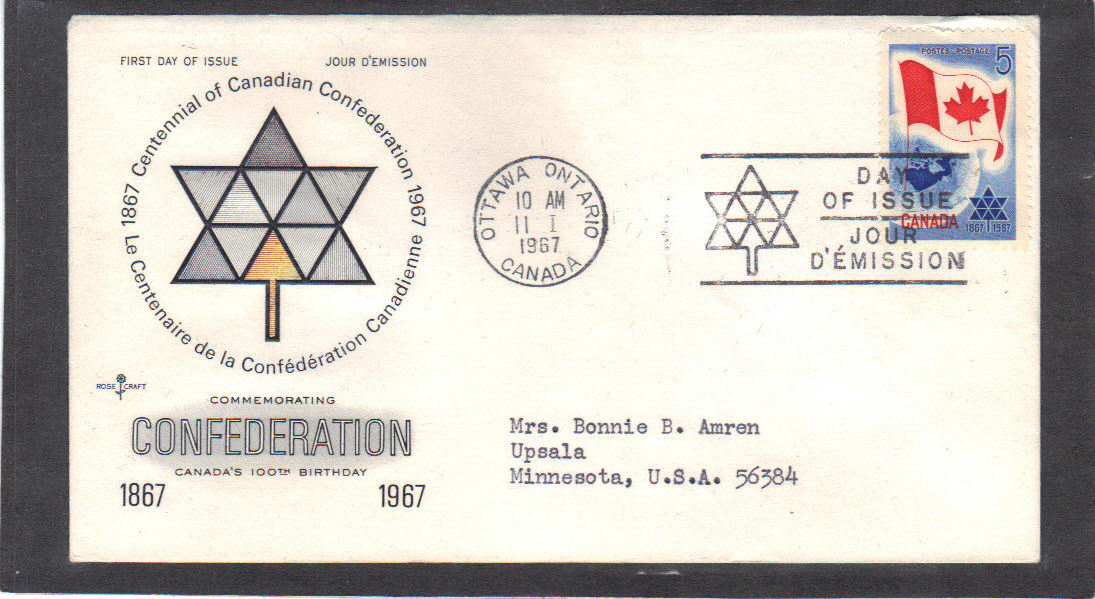 FIRST DAY OF ISSUE JOUR D'EMISSION
1867 Centennial of Canadian Confederation 1967
Le Centenaire de la Confédération Canadienne
ROSE CRAFT
COMMEMORATING
CONFEDERATION
CANADA'S 100TH BIRTHDAY
1867 1967
OTTAWA ONTARIO
10 AM
11 I
1967
CANADA
DAY
OF ISSUE
JOUR
D'ÉMISSION
POSTES POSTAGE 5
CANADA 1867 1967
Mrs. Bonnie B. Amren
Upsala
Minnesota, U.S.A. 56384